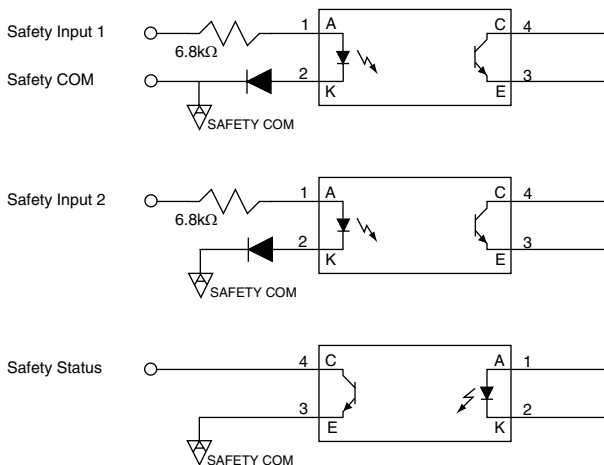 Safety Input 1
6.8kΩ
1 A
C 4
Safety COM
2
K
E
3
A
SAFETY COM
Safety Input 2
6.8kΩ
1 A
C 4
2
K
E
3
A
SAFETY COM
Safety Status
4 C
A 1
3
E
K
2
A
SAFETY COM